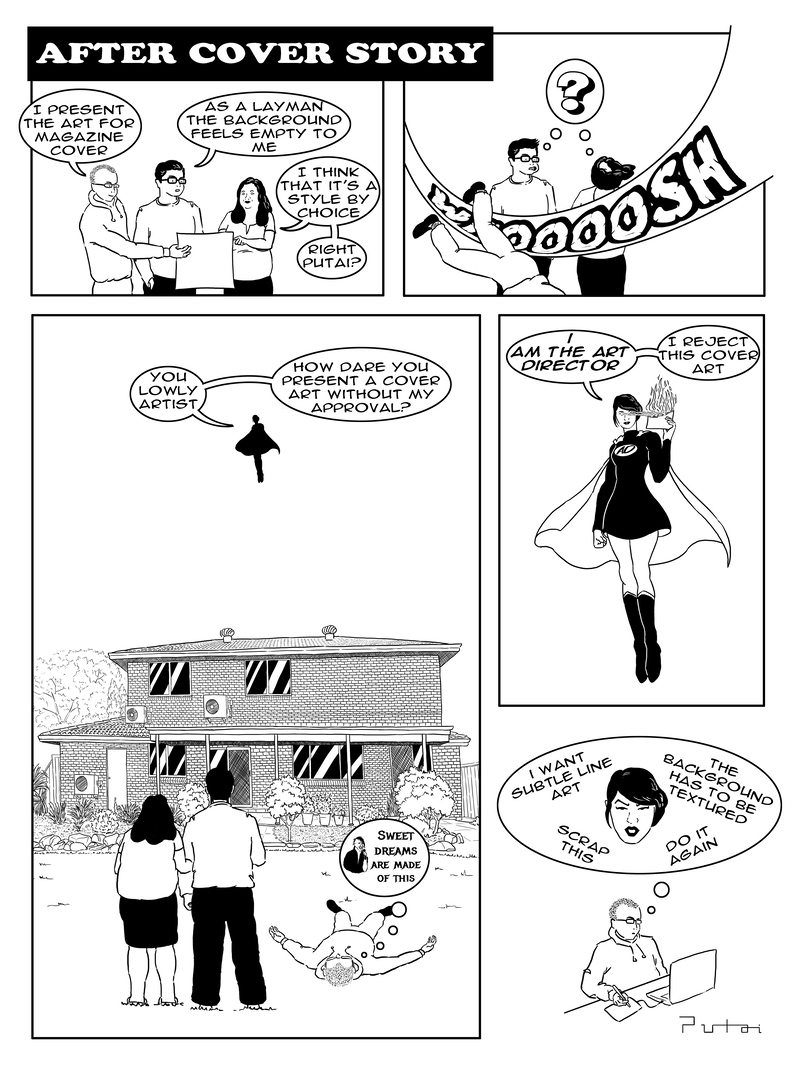 AFTER COVER STORY
I PRESENT
THE ART FOR
MAGAZINE
COVER
AS A LAYMAN
THE BACKGROUND
FEELS EMPTY TO
ME
I THINK
THAT IT'S A
STYLE BY
CHOICE
RIGHT
PUTAI?
?
OOOOSH
YOU
LOWLY
ARTIST
HOW DARE YOU
PRESENT A COVER
ART WITHOUT MY
APPROVAL?
SWEET
DREAMS
ARE MADE
OF THIS
I
AM THE ART
DIRECTOR
I REJECT
THIS COVER
ART
AD
I WANT
SUBTLE LINE
ART
THE
BACKGROUND
HAS TO BE
TEXTURED
SCRAP
THIS
DO IT
AGAIN
Putai